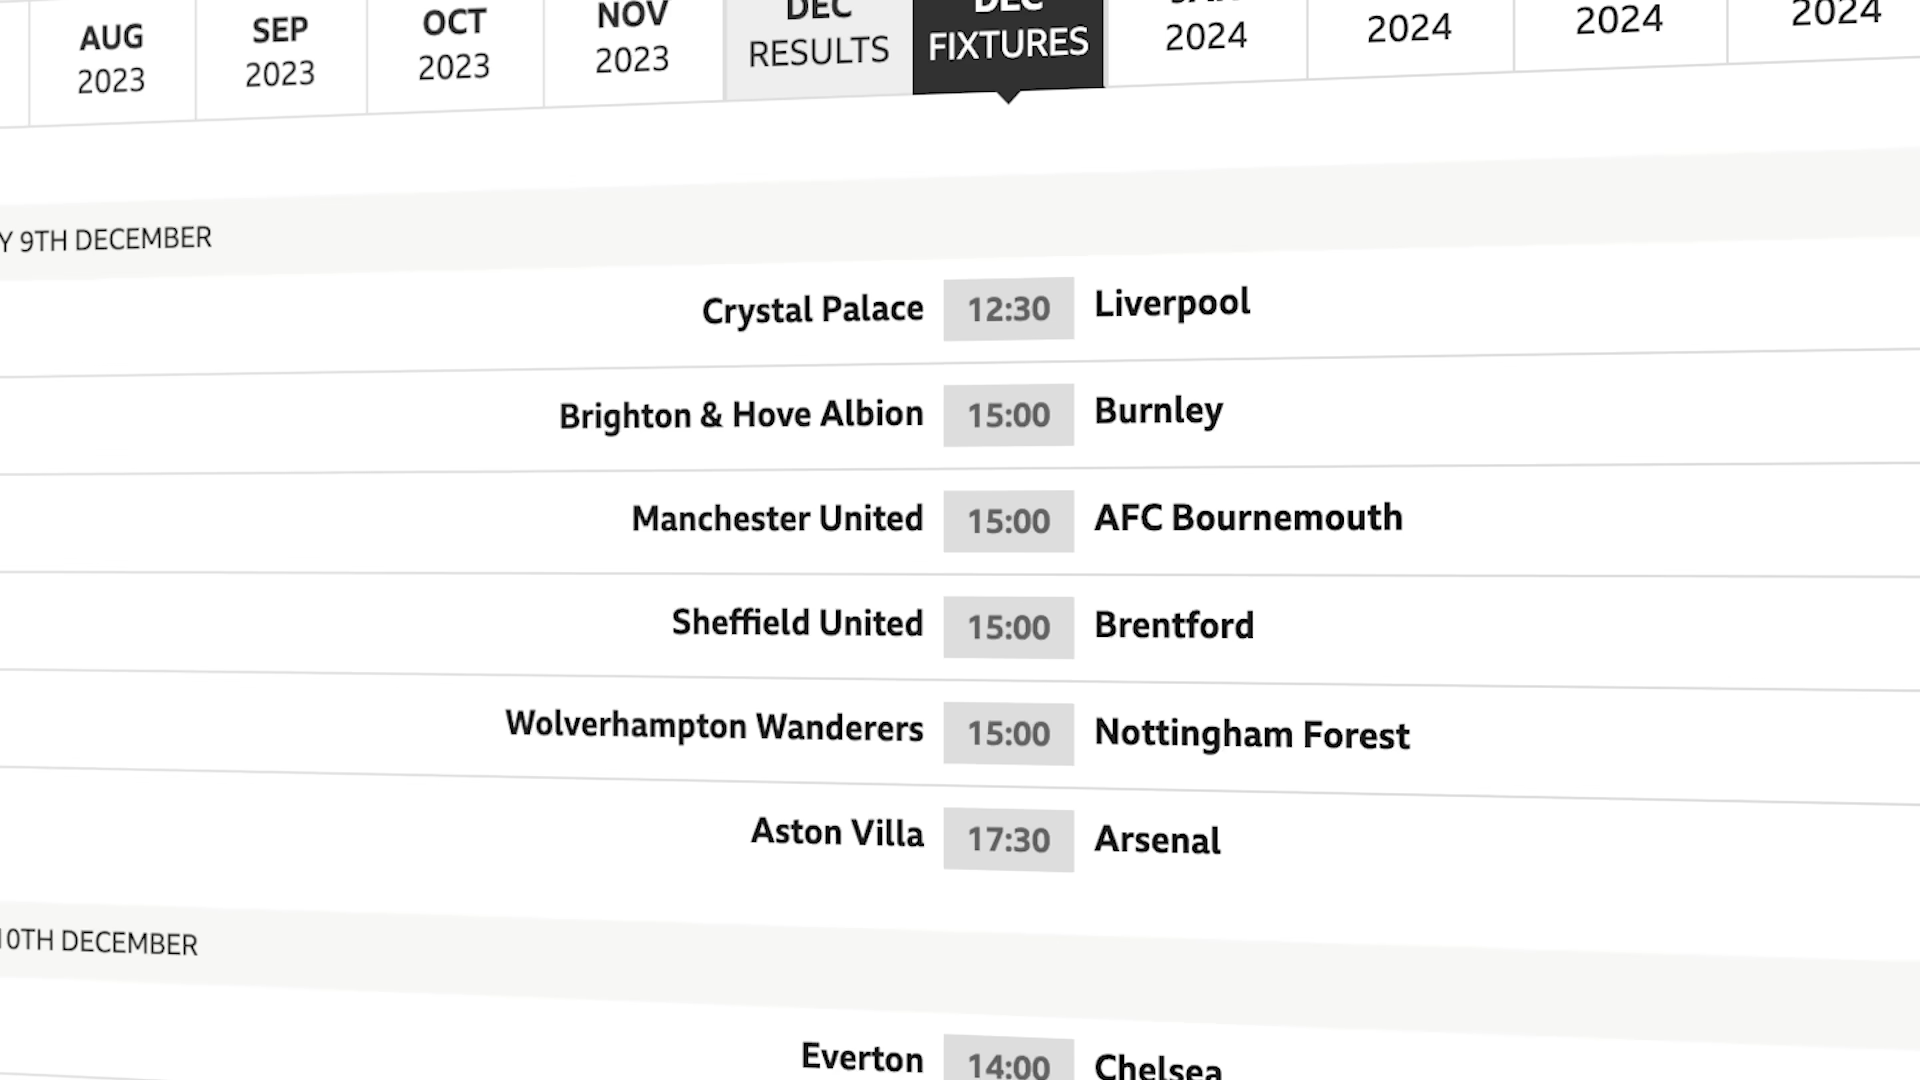 AUG SEP OCT NOV DEC DEC
2023 2023 2023 2023 RESULTS FIXTURES 2024 2024 2024 2024
Y 9TH DECEMBER
Crystal Palace 12:30 Liverpool
Brighton & Hove Albion 15:00 Burnley
Manchester United 15:00 AFC Bournemouth
Sheffield United 15:00 Brentford
Wolverhampton Wanderers 15:00 Nottingham Forest
Aston Villa 17:30 Arsenal
10TH DECEMBER
Everton 14:00 Chelsea